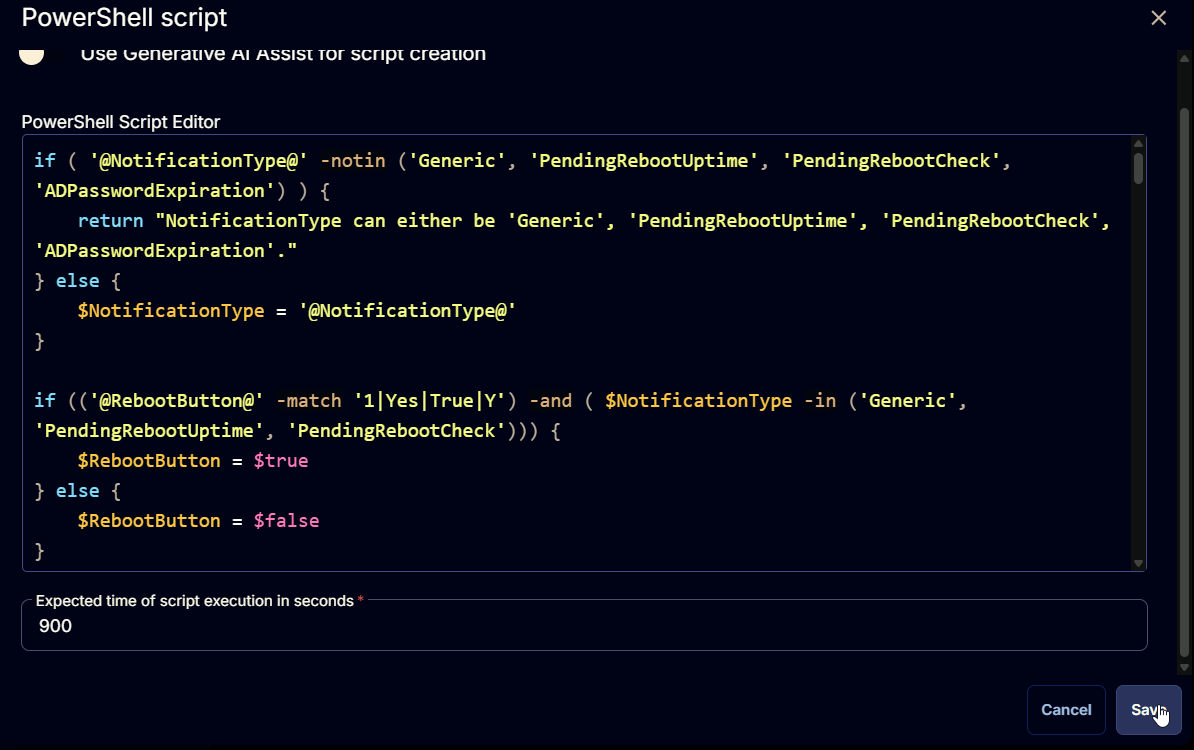 PowerShell script
Use Generative AI Assist for script creation
PowerShell Script Editor
if ( '@NotificationType@' -notin ('Generic', 'PendingRebootUptime', 'PendingRebootCheck',
'ADPasswordExpiration') ) {
    return "NotificationType can either be 'Generic', 'PendingRebootUptime', 'PendingRebootCheck',
'ADPasswordExpiration'."
} else {
    $NotificationType = '@NotificationType@'
}
if (('@RebootButton@' -match '1|Yes|True|Y') -and ( $NotificationType -in ('Generic',
'PendingRebootUptime', 'PendingRebootCheck'))) {
    $RebootButton = $true
} else {
    $RebootButton = $false
}
Expected time of script execution in seconds *
900
Cancel
Save